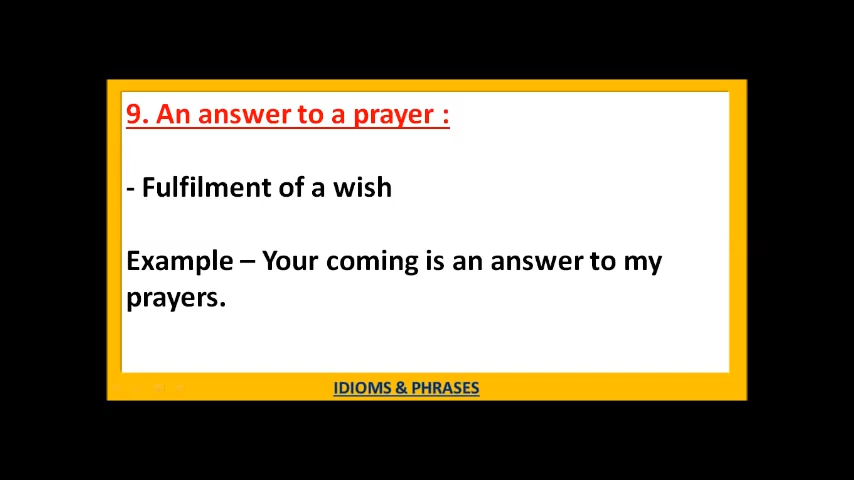 9. An answer to a prayer :
- Fulfilment of a wish
Example – Your coming is an answer to my
prayers.
IDIOMS & PHRASES